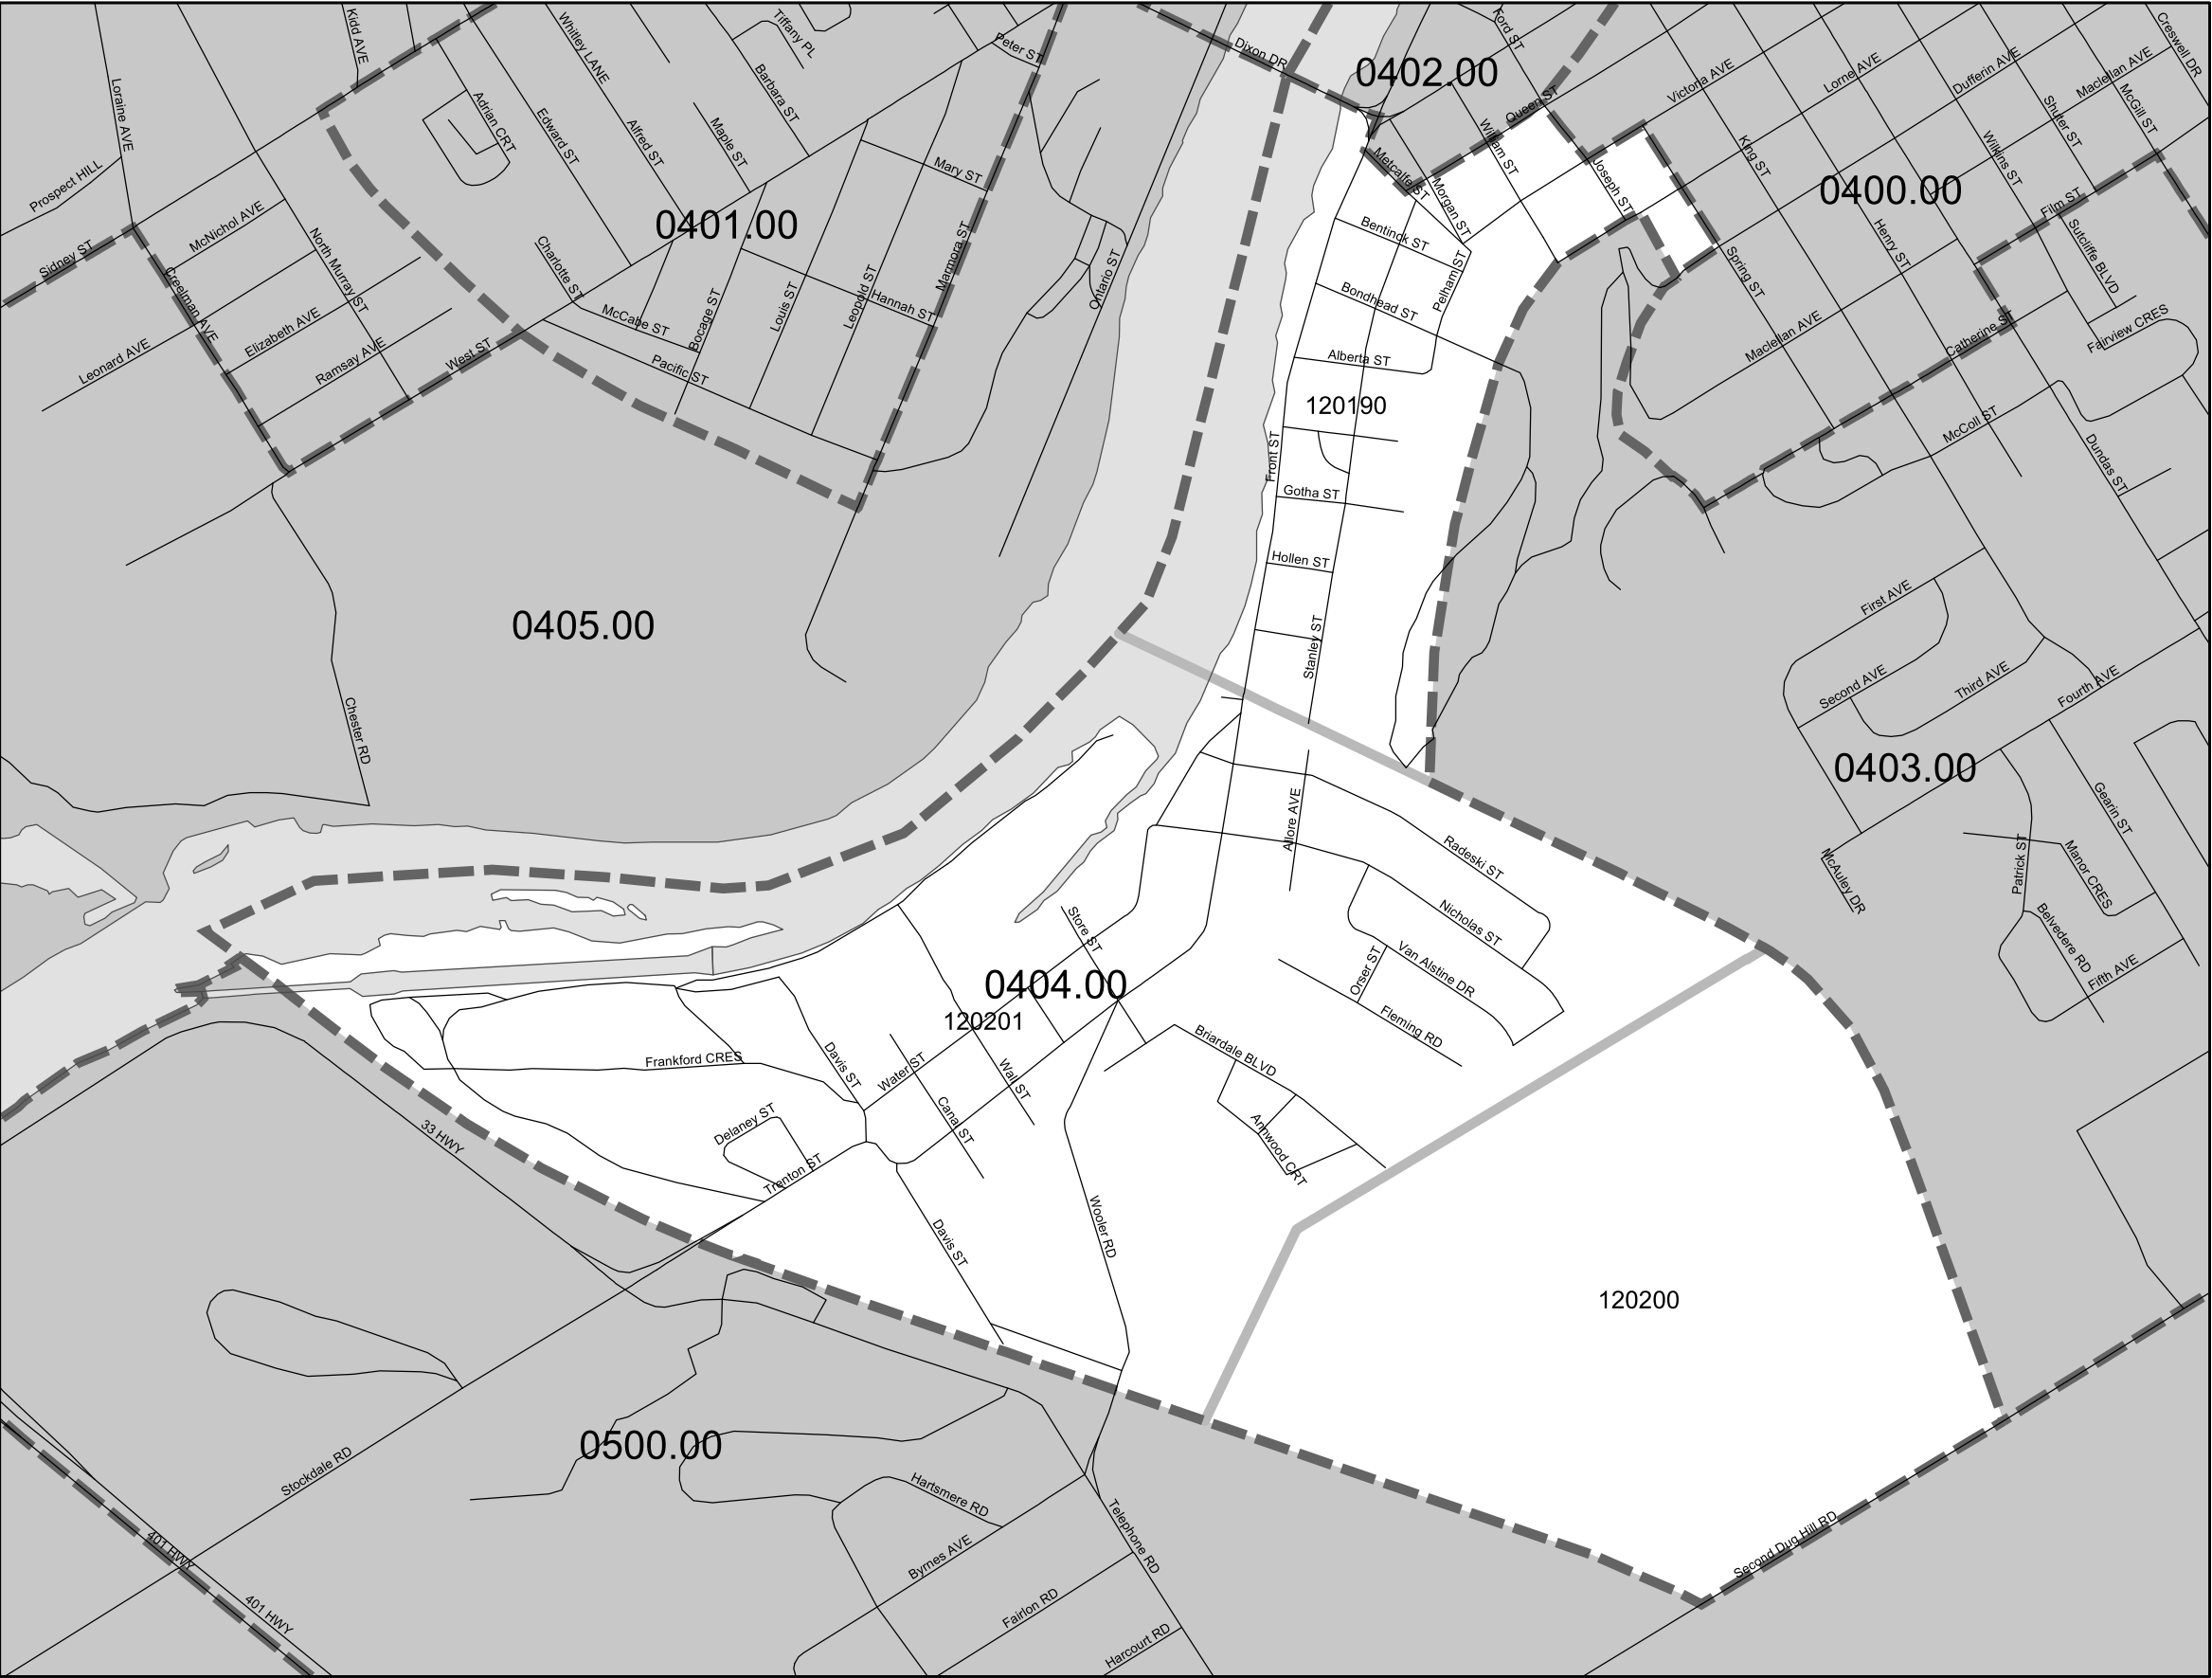 Kidd AVE
Whitley LANE
Tiffany PL
Peter ST
Dixon DR
0402.00
Ford ST
Creswell DR
Loraine AVE
Adrian CRT
Edward ST
Alfred ST
Barbara ST
Maple ST
Queen ST
Victoria AVE
Lorne AVE
Dufferin AVE
Maclellan AVE
McGill ST
Shuter ST
Prospect HILL
Mary ST
Metcalfe ST
William ST
Morgan ST
Joseph ST
King ST
Wilkins ST
0400.00
Film ST
Sutcliffe BLVD
McNichol AVE
0401.00
Sidney ST
Creelman AVE
North Murray ST
Charlotte ST
Marmora ST
Ontario ST
Bentinck ST
Pelham ST
Henry ST
Spring ST
Leopold ST
Louis ST
Bocage ST
Hannah ST
Bondhead ST
McCabe ST
Elizabeth AVE
Leonard AVE
Ramsay AVE
West ST
Pacific ST
Alberta ST
Maclellan AVE
Catherine ST
Fairview CRES
120190
McColl ST
Front ST
Gotha ST
Dundas ST
Hollen ST
0405.00
Stanley ST
First AVE
Second AVE
Third AVE
Fourth AVE
Chester RD
0403.00
Allore AVE
Radeski ST
Gearin ST
Patrick ST
Manor CRES
McAuley DR
Nicholas ST
Store ST
Belvedere RD
Van Alstine DR
Orser ST
Fifth AVE
0404.00
120201
Fleming RD
Briardale BLVD
Frankford CRES
Davis ST
Water ST
Wall ST
Canal ST
Delaney ST
33 HWY
Annwood CRT
Trenton ST
Davis ST
Wooler RD
120200
0500.00
Stockdale RD
Hartsmere RD
Telephone RD
Byrnes AVE
Second Dug Hill RD
401 HWY
401 HWY
Fairlon RD
Harcourt RD